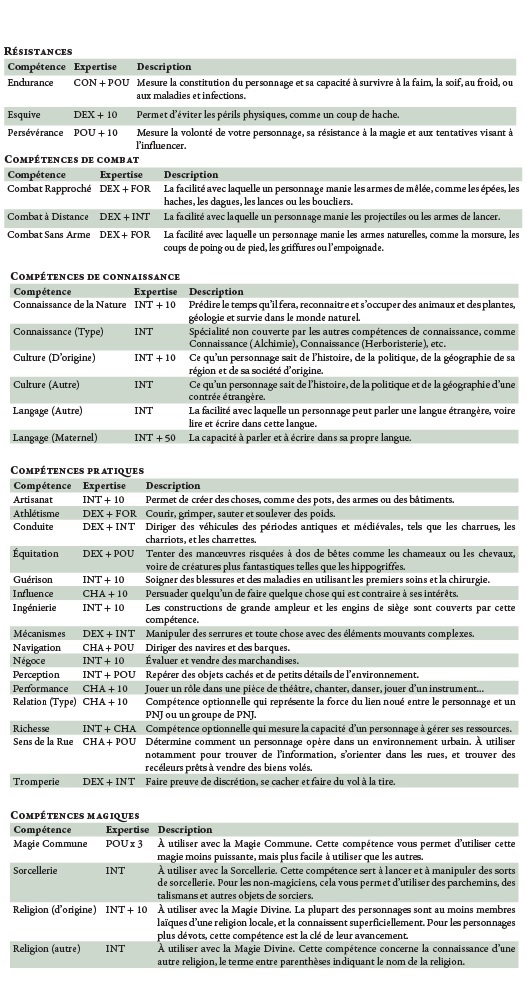 Résistances
Compétence Expertise Description
Endurance CON + POU Mesure la constitution du personnage et sa capacité à survivre à la faim, la soif, au froid, ou
aux maladies et infections.
Esquive DEX + 10 Permet d'éviter les périls physiques, comme un coup de hache.
Persévérance POU + 10 Mesure la volonté de votre personnage, sa résistance à la magie et aux tentatives visant à
l'influencer.
Compétences de combat
Compétence Expertise Description
Combat Rapproché DEX + FOR La facilité avec laquelle un personnage manie les armes de mêlée, comme les épées, les
haches, les dagues, les lances ou les boucliers.
Combat à Distance DEX + INT La facilité avec laquelle un personnage manie les projectiles ou les armes de lancer.
Combat Sans Arme DEX + FOR La facilité avec laquelle un personnage manie les armes naturelles, comme la morsure, les
coups de poing ou de pied, les griffures ou l'empoignade.
Compétences de connaissance
Compétence Expertise Description
Connaissance de la Nature INT + 10 Prédire le temps qu'il fera, reconnaitre et s'occuper des animaux et des plantes,
géologie et survie dans le monde naturel.
Connaissance (Type) INT Spécialité non couverte par les autres compétences de connaissance, comme
Connaissance (Alchimie), Connaissance (Herboristerie), etc.
Culture (D'origine) INT + 10 Ce qu'un personnage sait de l'histoire, de la politique, de la géographie de sa
région et de sa société d'origine.
Culture (Autre) INT Ce qu'un personnage sait de l'histoire, de la politique et de la géographie d'une
contrée étrangère.
Langage (Autre) INT La facilité avec laquelle un personnage peut parler une langue étrangère, voire
lire et écrire dans cette langue.
Langage (Maternel) INT + 50 La capacité à parler et à écrire dans sa propre langue.
Compétences pratiques
Compétence Expertise Description
Artisanat INT + 10 Permet de créer des choses, comme des pots, des armes ou des bâtiments.
Athlétisme DEX + FOR Courir, grimper, sauter et soulever des poids.
Conduite DEX + INT Diriger des véhicules des périodes antiques et médiévales, tels que les charrues, les
charriots, et les charrettes.
Équitation DEX + POU Tenter des manœuvres risquées à dos de bêtes comme les chameaux ou les chevaux,
voire de créatures plus fantastiques telles que les hippogriffes.
Guérison INT + 10 Soigner des blessures et des maladies en utilisant les premiers soins et la chirurgie.
Influence CHA + 10 Persuader quelqu'un de faire quelque chose qui est contraire à ses intérêts.
Ingénierie INT + 10 Les constructions de grande ampleur et les engins de siège sont couverts par cette
compétence.
Mécanismes DEX + INT Manipuler des serrures et toute chose avec des éléments mouvants complexes.
Navigation CHA + POU Diriger des navires et des barques.
Négoce INT + 10 Évaluer et vendre des marchandises.
Perception INT + POU Repérer des objets cachés et de petits détails de l'environnement.
Performance CHA + 10 Jouer un rôle dans une pièce de théâtre, chanter, danser, jouer d'un instrument...
Relation (Type) CHA + 10 Compétence optionnelle qui représente la force du lien noué entre le personnage et un
PNJ ou un groupe de PNJ.
Richesse INT + CHA Compétence optionnelle qui mesure la capacité d'un personnage à gérer ses ressources.
Sens de la Rue CHA + POU Détermine comment un personnage opère dans un environnement urbain. À utiliser
notamment pour trouver de l'information, s'orienter dans les rues, et trouver des
recéleurs prêts à vendre des biens volés.
Tromperie DEX + INT Faire preuve de discrétion, se cacher et faire du vol à la tire.
Compétences magiques
Compétence Expertise Description
Magie Commune POU x 3 À utiliser avec la Magie Commune. Cette compétence vous permet d'utiliser cette
magie moins puissante, mais plus facile à utiliser que les autres.
Sorcellerie INT À utiliser avec la Sorcellerie. Cette compétence sert à lancer et à manipuler des sorts
de sorcellerie. Pour les non-magiciens, cela vous permet d'utiliser des parchemins, des
talismans et autres objets de sorciers.
Religion (d'origine) INT + 10 À utiliser avec la Magie Divine. La plupart des personnages sont au moins membres
laïques d'une religion locale, et la connaissent superficiellement. Pour les personnages
plus dévots, cette compétence est la clé de leur avancement.
Religion (autre) INT À utiliser avec la Magie Divine. Cette compétence concerne la connaissance d'une
autre religion, le terme entre parenthèses indiquant le nom de la religion.